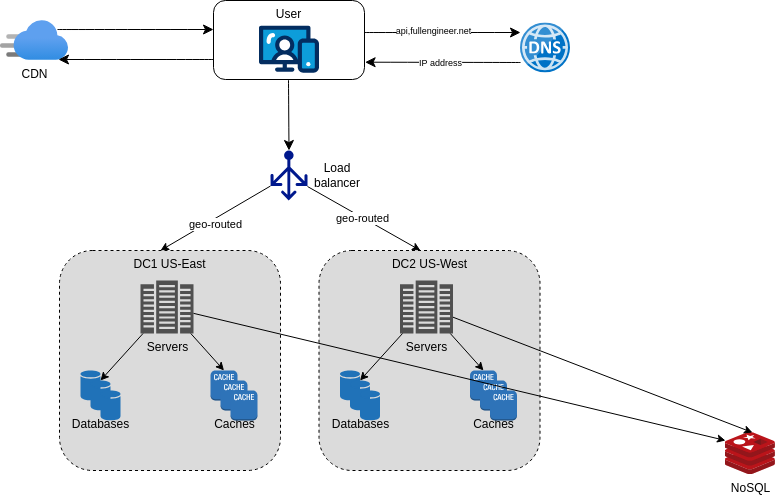 User
api,fullengineer.net
DNS
IP address
CDN
Load
balancer
geo-routed
geo-routed
DC1 US-East
DC2 US-West
Servers
Servers
CACHE
CACHE
CACHE
CACHE
CACHE
CACHE
Databases
Caches
Databases
Caches
NoSQL